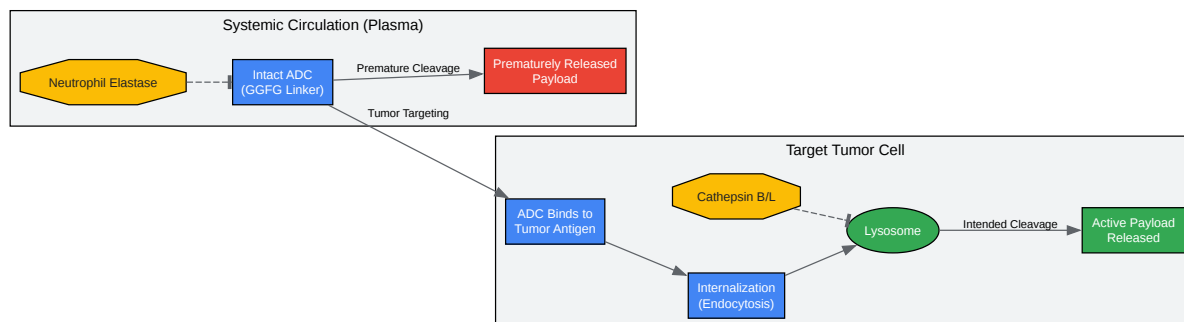 Systemic Circulation (Plasma)
Neutrophil Elastase
Intact ADC
(GGFG Linker)
Premature Cleavage
Prematurely Released
Payload
Tumor Targeting
Target Tumor Cell
Cathepsin B/L
ADC Binds to
Tumor Antigen
Lysosome
Intended Cleavage
Active Payload
Released
Internalization
(Endocytosis)